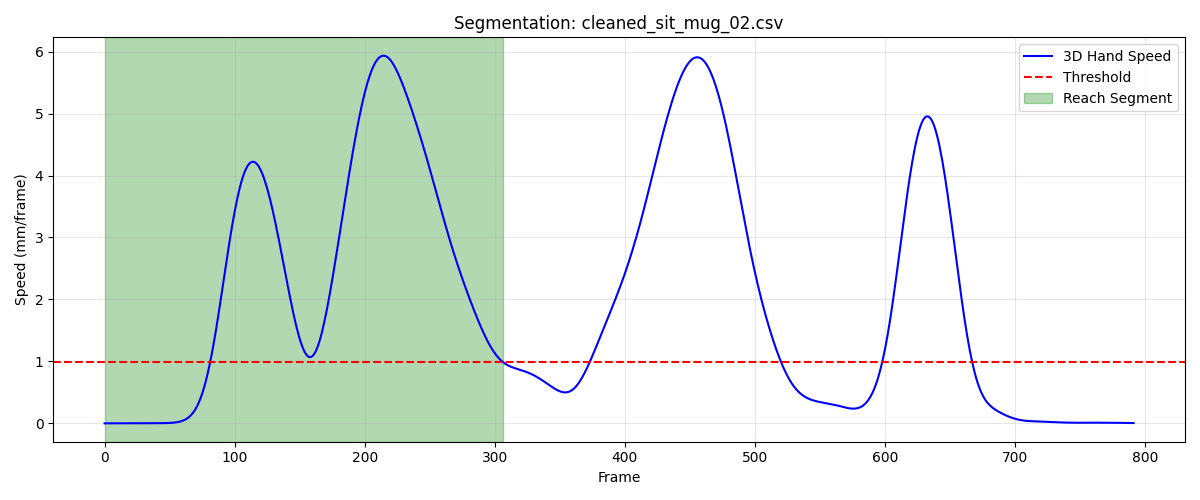 Segmentation: cleaned_sit_mug_02.csv
3D Hand Speed
Threshold
Reach Segment
Speed (mm/frame)
6
5
4
3
2
1
0
0 100 200 300 400 500 600 700 800
Frame